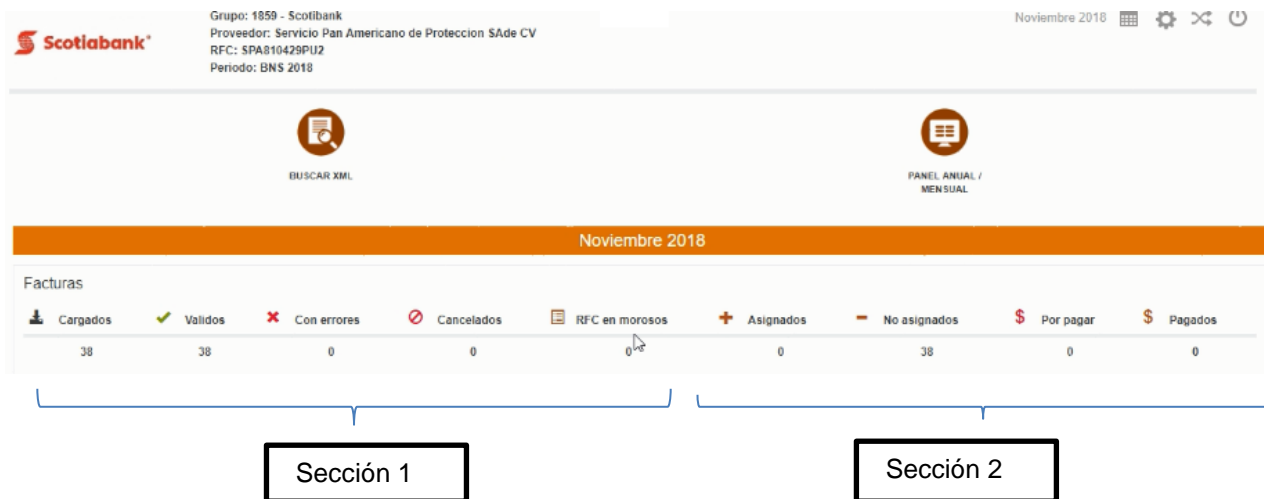 Scotiabank
Grupo: 1859 - Scotibank
Proveedor: Servicio Pan Americano de Proteccion SAde CV
RFC: SPA810429PU2
Periodo: BNS 2018
Noviembre 2018
BUSCAR XML
PANEL ANUAL /
MENSUAL
Noviembre 2018
Facturas
Cargados Validos Con errores Cancelados RFC en morosos Asignados No asignados $ Por pagar $ Pagados
38 38 0 0 0 0 38 0 0
Sección 1
Sección 2